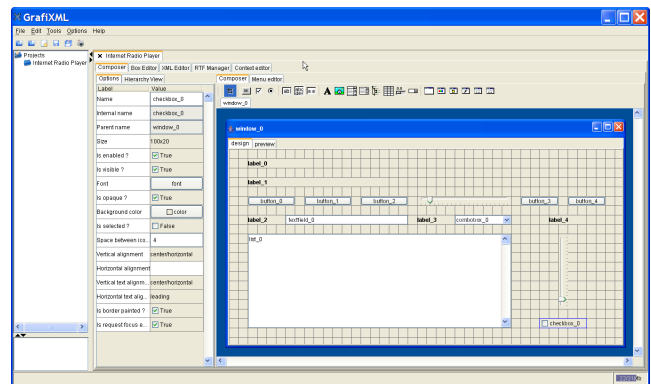 GrafiXML
File Edit Tools Options Help
Projects
Internet Radio Player
Internet Radio Player
Composer Box Editor XML Editor RTF Manager Context editor
Options Hierarchy View
Label Value
Name checkbox_0
Internal name checkbox_0
Parent name window_0
Size 100x20
Is enabled ? True
Is visible ? True
Font font
Is opaque ? True
Background color color
Is selected ? False
Space between ico... 4
Vertical alignment center/horizontal
Horizontal alignment
Vertical text alignm... center/horizontal
Horizontal text alig... leading
Is border painted ? True
Is request focus e... True
Composer Menu editor
window_0
window_0
design preview
label_0
label_1
button_0 button_1 button_2 button_3 button_4
label_2 textfield_0 label_3 combobox_0 label_4
list_0
checkbox_0